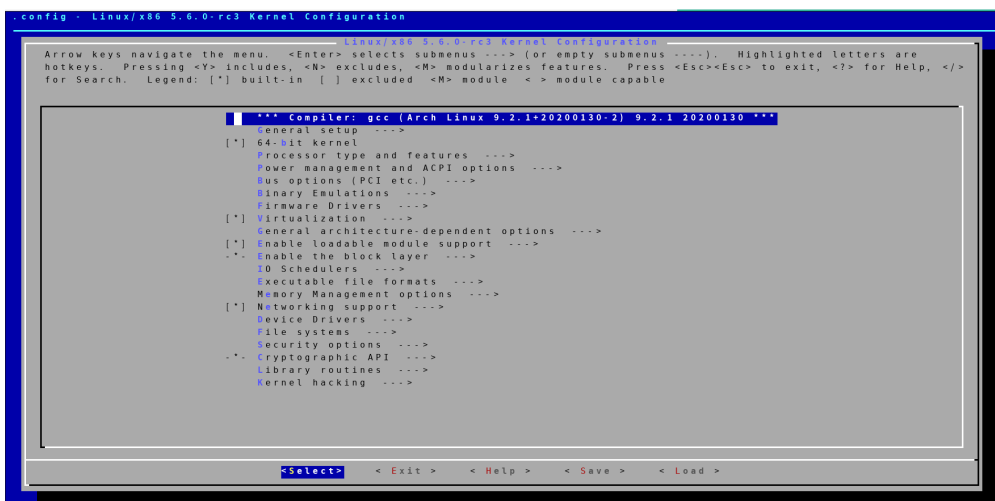 .config - Linux/x86 5.6.0-rc3 Kernel Configuration
Linux/x86 5.6.0-rc3 Kernel Configuration
Arrow keys navigate the menu.  <Enter> selects submenus ---> (or empty submenus ----).  Highlighted letters are
hotkeys.  Pressing <Y> includes, <N> excludes, <M> modularizes features.  Press <Esc><Esc> to exit, <?> for Help, </>
for Search.  Legend: [*] built-in  [ ] excluded  <M> module  < > module capable
*** Compiler: gcc (Arch Linux 9.2.1+20200130-2) 9.2.1 20200130 ***
General setup  --->
[*] 64-bit kernel
Processor type and features  --->
Power management and ACPI options  --->
Bus options (PCI etc.)  --->
Binary Emulations  --->
Firmware Drivers  --->
[*] Virtualization  --->
General architecture-dependent options  --->
[*] Enable loadable module support  --->
-*- Enable the block layer  --->
IO Schedulers  --->
Executable file formats  --->
Memory Management options  --->
[*] Networking support  --->
Device Drivers  --->
File systems  --->
Security options  --->
-*- Cryptographic API  --->
Library routines  --->
Kernel hacking  --->
<Select>    < Exit >    < Help >    < Save >    < Load >